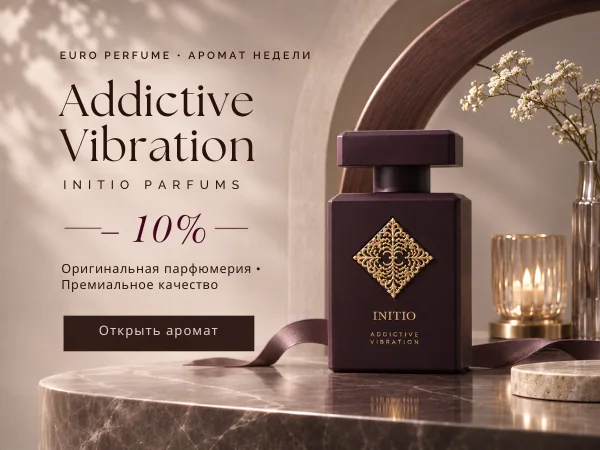 EURO PERFUME • АРОМАТ НЕДЕЛИ
Addictive
Vibration
INITIO PARFUMS
– 10%
Оригинальная парфюмерия •
Премиальное качество
Открыть аромат
INITIO
ADDICTIVE
VIBRATION